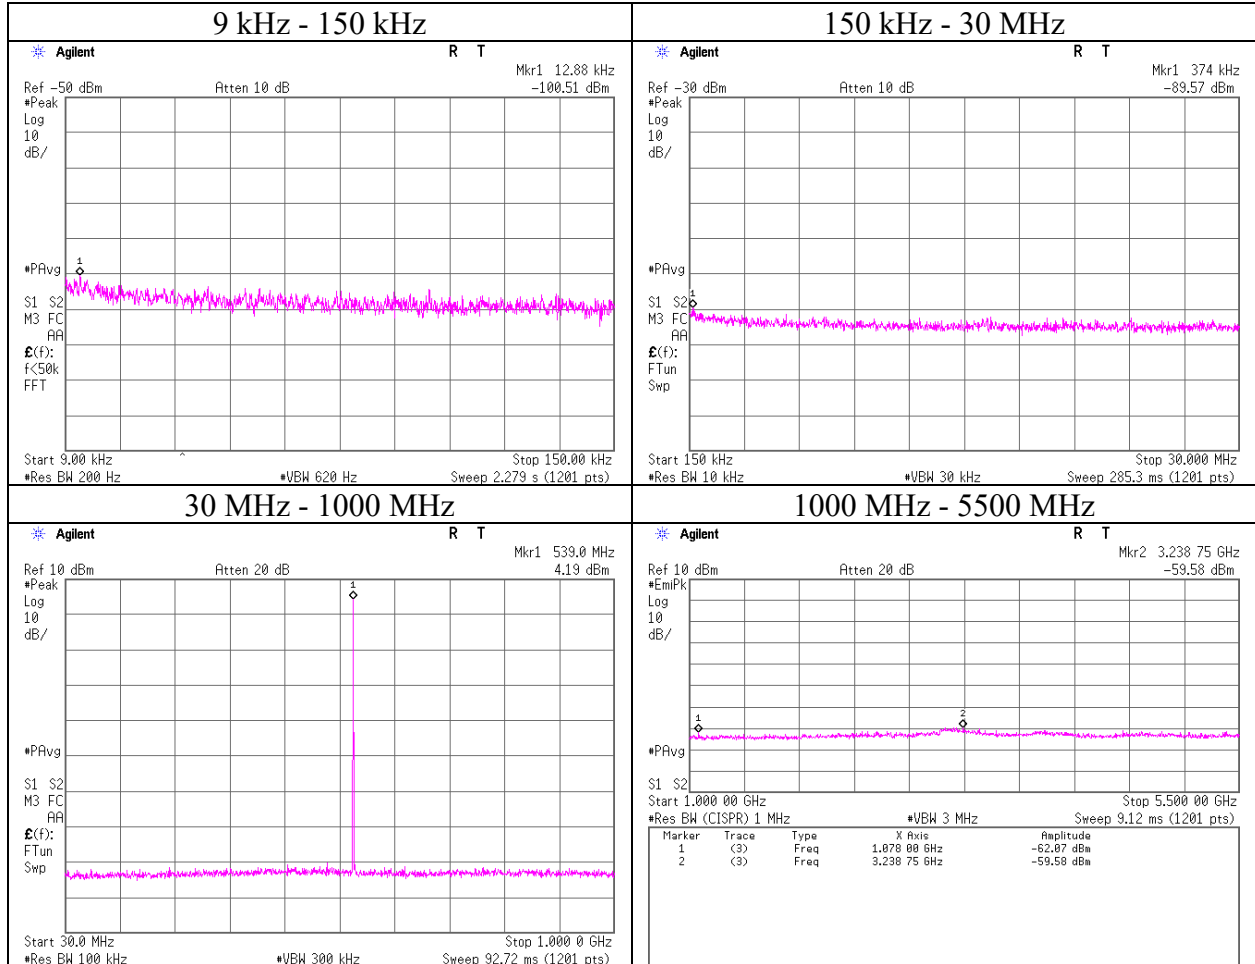 9 kHz - 150 kHz
Agilent R T
Mkr1 12.88 kHz
Ref -50 dBm Atten 10 dB -100.51 dBm
#Peak
Log
10
dB/
1
#PAvg
S1 S2
M3 FC
AA
£(f):
f<50k
FFT
Start 9.00 kHz ^ Stop 150.00 kHz
#Res BW 200 Hz #VBW 620 Hz Sweep 2.279 s (1201 pts)
150 kHz - 30 MHz
Agilent R T
Mkr1 374 kHz
Ref -30 dBm Atten 10 dB -89.57 dBm
#Peak
Log
10
dB/
#PAvg
1
S1 S2
M3 FC
AA
£(f):
FTun
Swp
Start 150 kHz Stop 30.000 MHz
#Res BW 10 kHz #VBW 30 kHz Sweep 285.3 ms (1201 pts)
30 MHz - 1000 MHz
Agilent R T
Mkr1 539.0 MHz
Ref 10 dBm Atten 20 dB 4.19 dBm
#Peak
1
Log
10
dB/
#PAvg
S1 S2
M3 FC
AA
£(f):
FTun
Swp
Start 30.0 MHz Stop 1.000 0 GHz
#Res BW 100 kHz #VBW 300 kHz Sweep 92.72 ms (1201 pts)
1000 MHz - 5500 MHz
Agilent R T
Mkr2 3.238 75 GHz
Ref 10 dBm Atten 20 dB -59.58 dBm
#EmiPk
Log
10
dB/
1 2
#PAvg
S1 S2
Start 1.000 00 GHz Stop 5.500 00 GHz
#Res BW (CISPR) 1 MHz #VBW 3 MHz Sweep 9.12 ms (1201 pts)
Marker Trace Type X Axis Amplitude
1 (3) Freq 1.078 00 GHz -62.07 dBm
2 (3) Freq 3.238 75 GHz -59.58 dBm